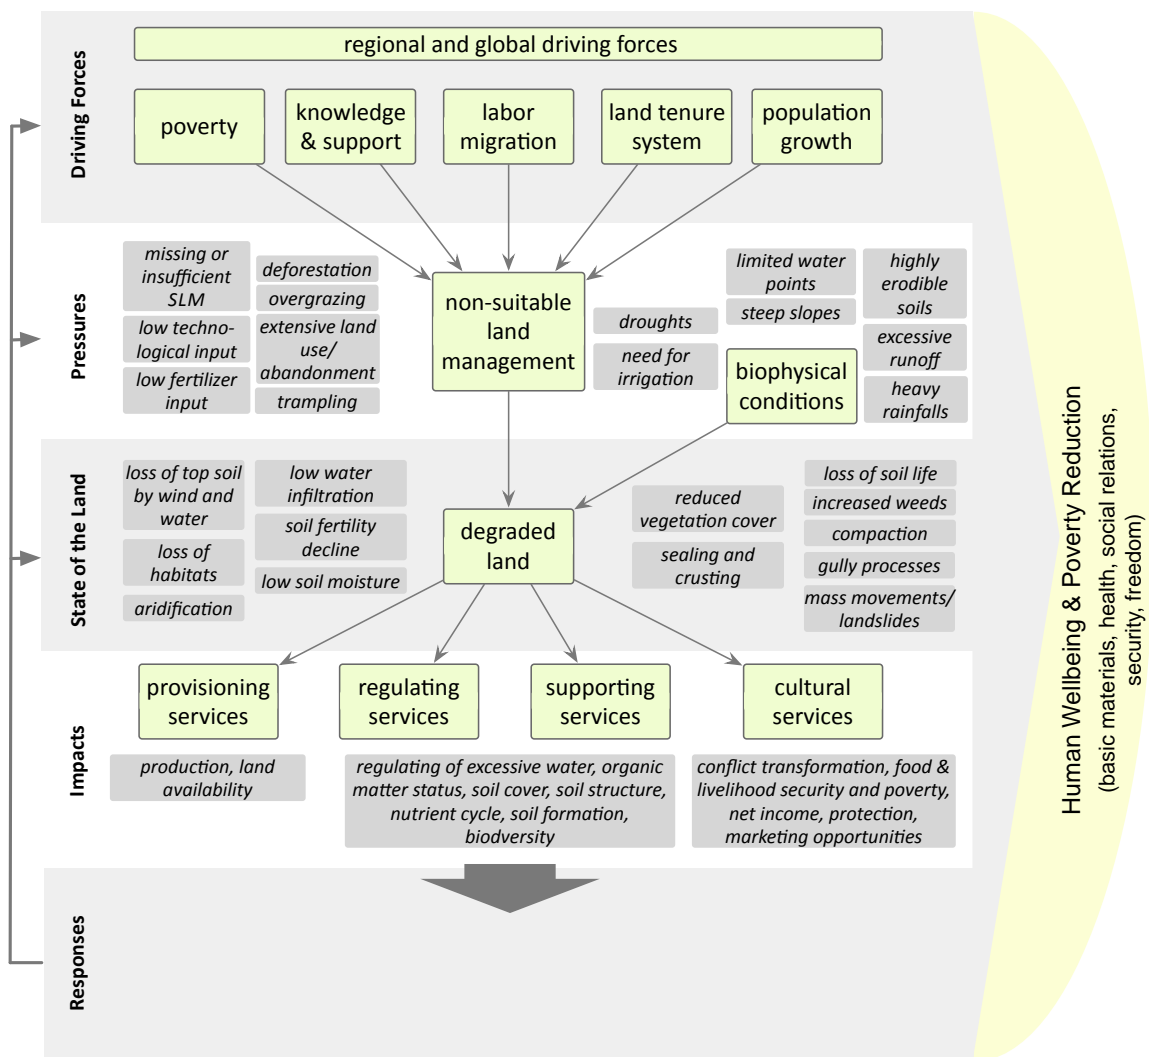 Driving Forces
regional and global driving forces
poverty
knowledge
& support
labor
migration
land tenure
system
population
growth
Pressures
missing or
insufficient
SLM
low techno-
logical input
low fertilizer
input
deforestation
overgrazing
extensive land
use/
abandonment
trampling
non-suitable
land
management
droughts
need for
irrigation
limited water
points
steep slopes
biophysical
conditions
highly
erodible
soils
excessive
runoff
heavy
rainfalls
State of the Land
loss of top soil
by wind and
water
loss of
habitats
aridification
low water
infiltration
soil fertility
decline
low soil moisture
degraded
land
reduced
vegetation cover
sealing and
crusting
loss of soil life
increased weeds
compaction
gully processes
mass movements/
landslides
Impacts
provisioning
services
regulating
services
supporting
services
cultural
services
production, land
availability
regulating of excessive water, organic
matter status, soil cover, soil structure,
nutrient cycle, soil formation,
biodversity
conflict transformation, food &
livelihood security and poverty,
net income, protection,
marketing opportunities
Responses
Human Wellbeing & Poverty Reduction
(basic materials, health, social relations,
security, freedom)